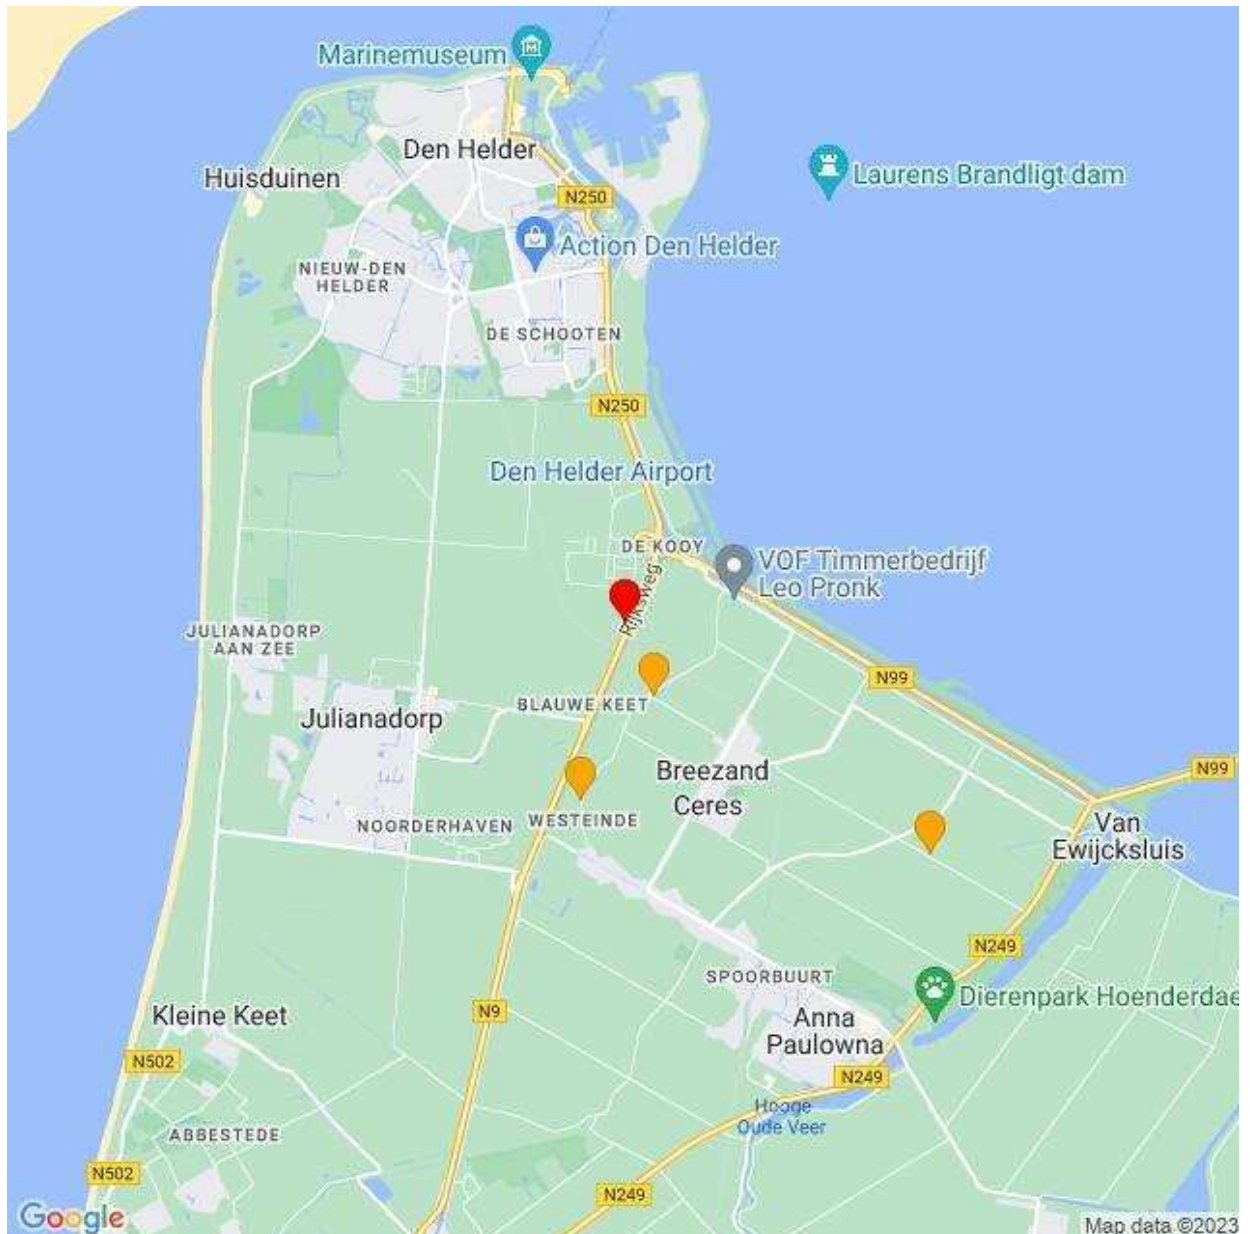 Marinemuseum
Den Helder
Huisduinen
Laurens Brandligt dam
N250
Action Den Helder
NIEUW-DEN
HELDER
DE SCHOOTEN
N250
Den Helder Airport
DE KOOY
VOF Timmerbedrijf
Leo Pronk
Rijksweg
JULIANADORP
AAN ZEE
N99
BLAUWE KEET
Julianadorp
Breezand
Ceres
N99
WESTEINDE
NOORDERHAVEN
Van
Ewijcksluis
N249
SPOORBUURT
Dierenpark Hoenderdae
N9
Kleine Keet
Anna
Paulowna
N502
N249
Hooge
Oude Veer
ABBESTEDE
N502
N249
Google
Map data ©2023